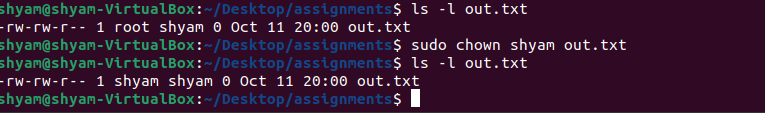 shyam@shyam-VirtualBox:~/Desktop/assignments$ ls -l out.txt
-rw-rw-r-- 1 root shyam 0 Oct 11 20:00 out.txt
shyam@shyam-VirtualBox:~/Desktop/assignments$ sudo chown shyam out.txt
shyam@shyam-VirtualBox:~/Desktop/assignments$ ls -l out.txt
-rw-rw-r-- 1 shyam shyam 0 Oct 11 20:00 out.txt
shyam@shyam-VirtualBox:~/Desktop/assignments$